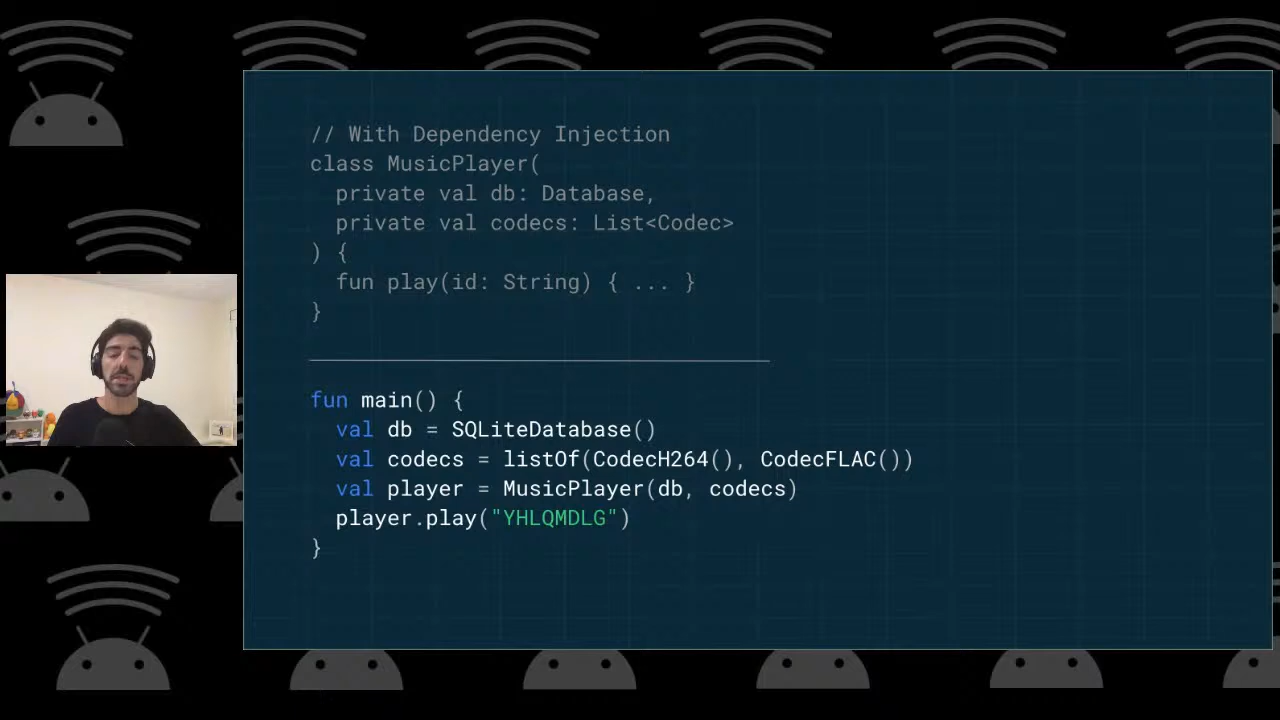 // With Dependency Injection
class MusicPlayer(
  private val db: Database,
  private val codecs: List<Codec>
) {
  fun play(id: String) { ... }
}
fun main() {
  val db = SQLiteDatabase()
  val codecs = listOf(CodecH264(), CodecFLAC())
  val player = MusicPlayer(db, codecs)
  player.play("YHLQMDLG")
}